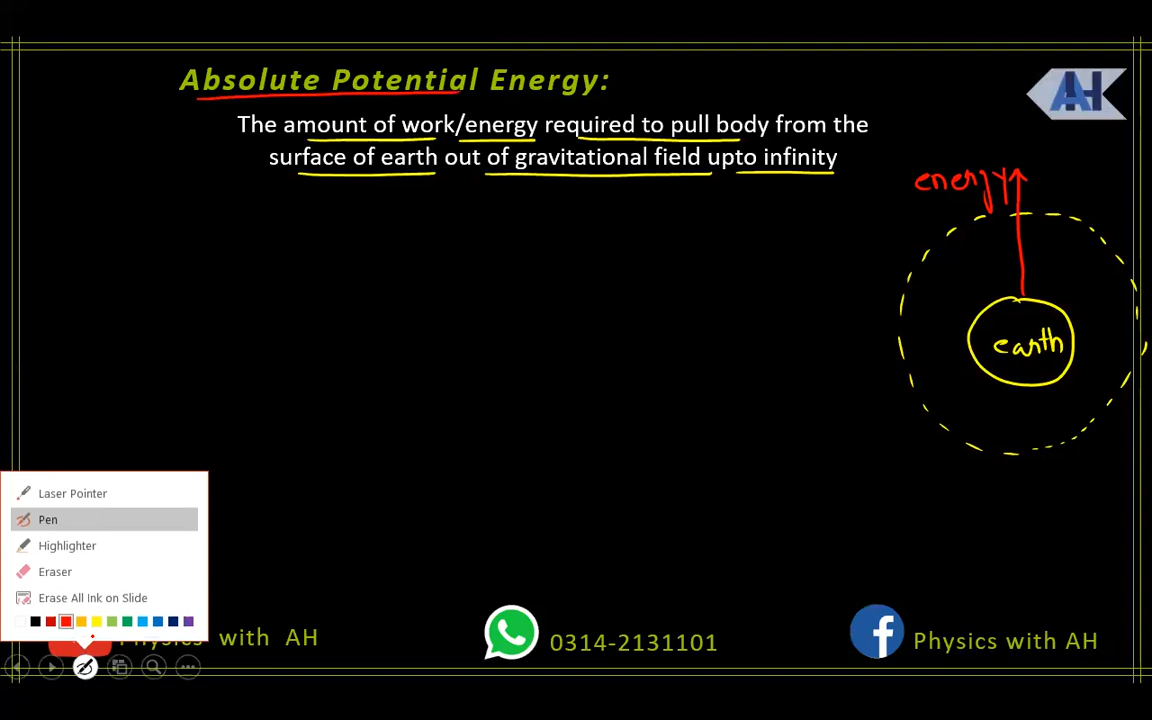 Absolute Potential Energy:
The amount of work/energy required to pull body from the
surface of earth out of gravitational field upto infinity
AH
energy
earth
Laser Pointer
Pen
Highlighter
Eraser
Erase All Ink on Slide
Physics with AH
0314-2131101
Physics with AH